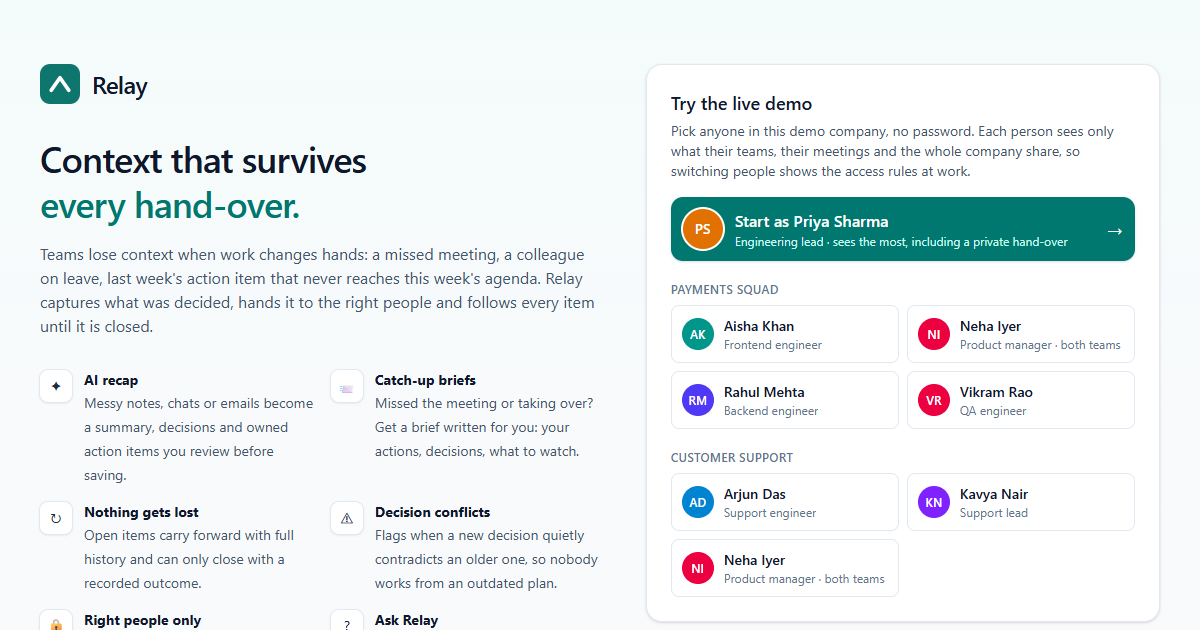 Relay
Context that survives
every hand-over.
Teams lose context when work changes hands: a missed meeting, a colleague
on leave, last week's action item that never reaches this week's agenda. Relay
captures what was decided, hands it to the right people and follows every item
until it is closed.
AI recap
Messy notes, chats or emails become
a summary, decisions and owned
action items you review before
saving.
Catch-up briefs
Missed the meeting or taking over?
Get a brief written for you: your
actions, decisions, what to watch.
Nothing gets lost
Open items carry forward with full
history and can only close with a
recorded outcome.
Decision conflicts
Flags when a new decision quietly
contradicts an older one, so nobody
works from an outdated plan.
Right people only
?
Ask Relay
Try the live demo
Pick anyone in this demo company, no password. Each person sees only
what their teams, their meetings and the whole company share, so
switching people shows the access rules at work.
PS
Start as Priya Sharma →
Engineering lead · sees the most, including a private hand-over
PAYMENTS SQUAD
AK
Aisha Khan
Frontend engineer
NI
Neha Iyer
Product manager · both teams
RM
Rahul Mehta
Backend engineer
VR
Vikram Rao
QA engineer
CUSTOMER SUPPORT
AD
Arjun Das
Support engineer
KN
Kavya Nair
Support lead
NI
Neha Iyer
Product manager · both teams